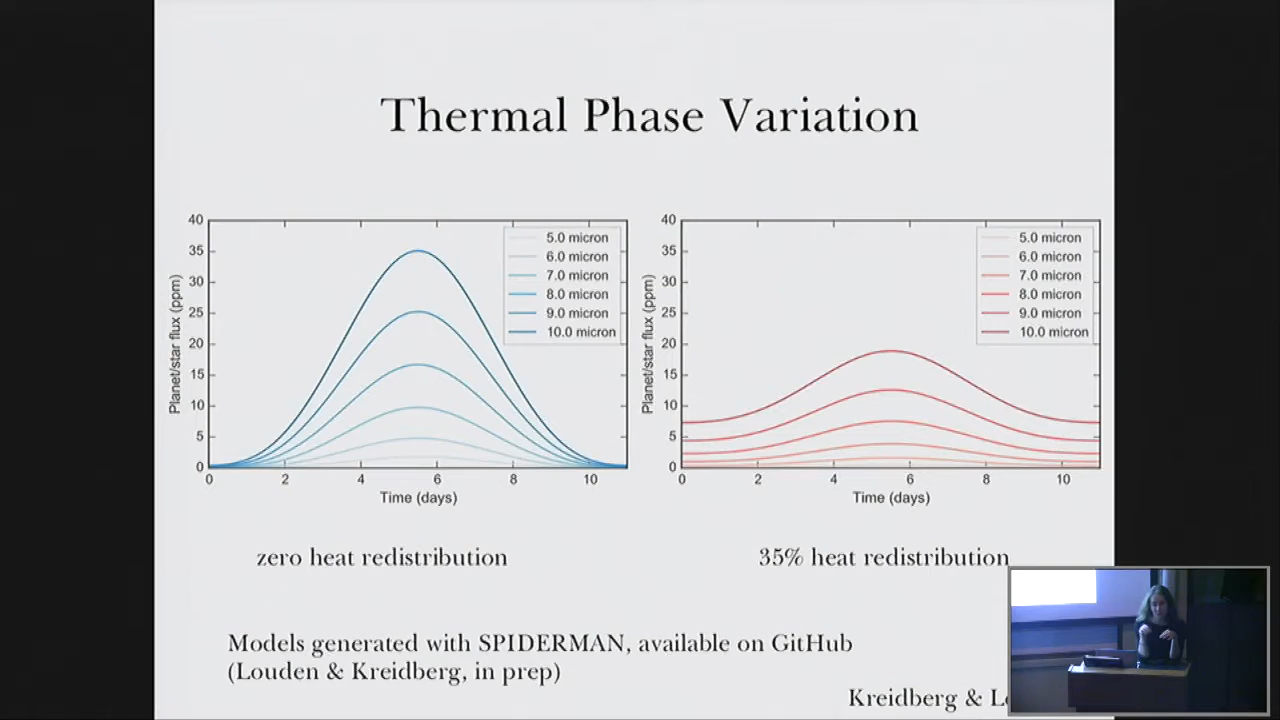 Thermal Phase Variation
40
35
30
25
20
15
10
5
0
Planet/star flux (ppm)
5.0 micron
6.0 micron
7.0 micron
8.0 micron
9.0 micron
10.0 micron
0 2 4 6 8 10
Time (days)
zero heat redistribution
40
35
30
25
20
15
10
5
0
Planet/star flux (ppm)
5.0 micron
6.0 micron
7.0 micron
8.0 micron
9.0 micron
10.0 micron
0 2 4 6 8 10
Time (days)
35% heat redistribution
Models generated with SPIDERMAN, available on GitHub
(Louden & Kreidberg, in prep)
Kreidberg &